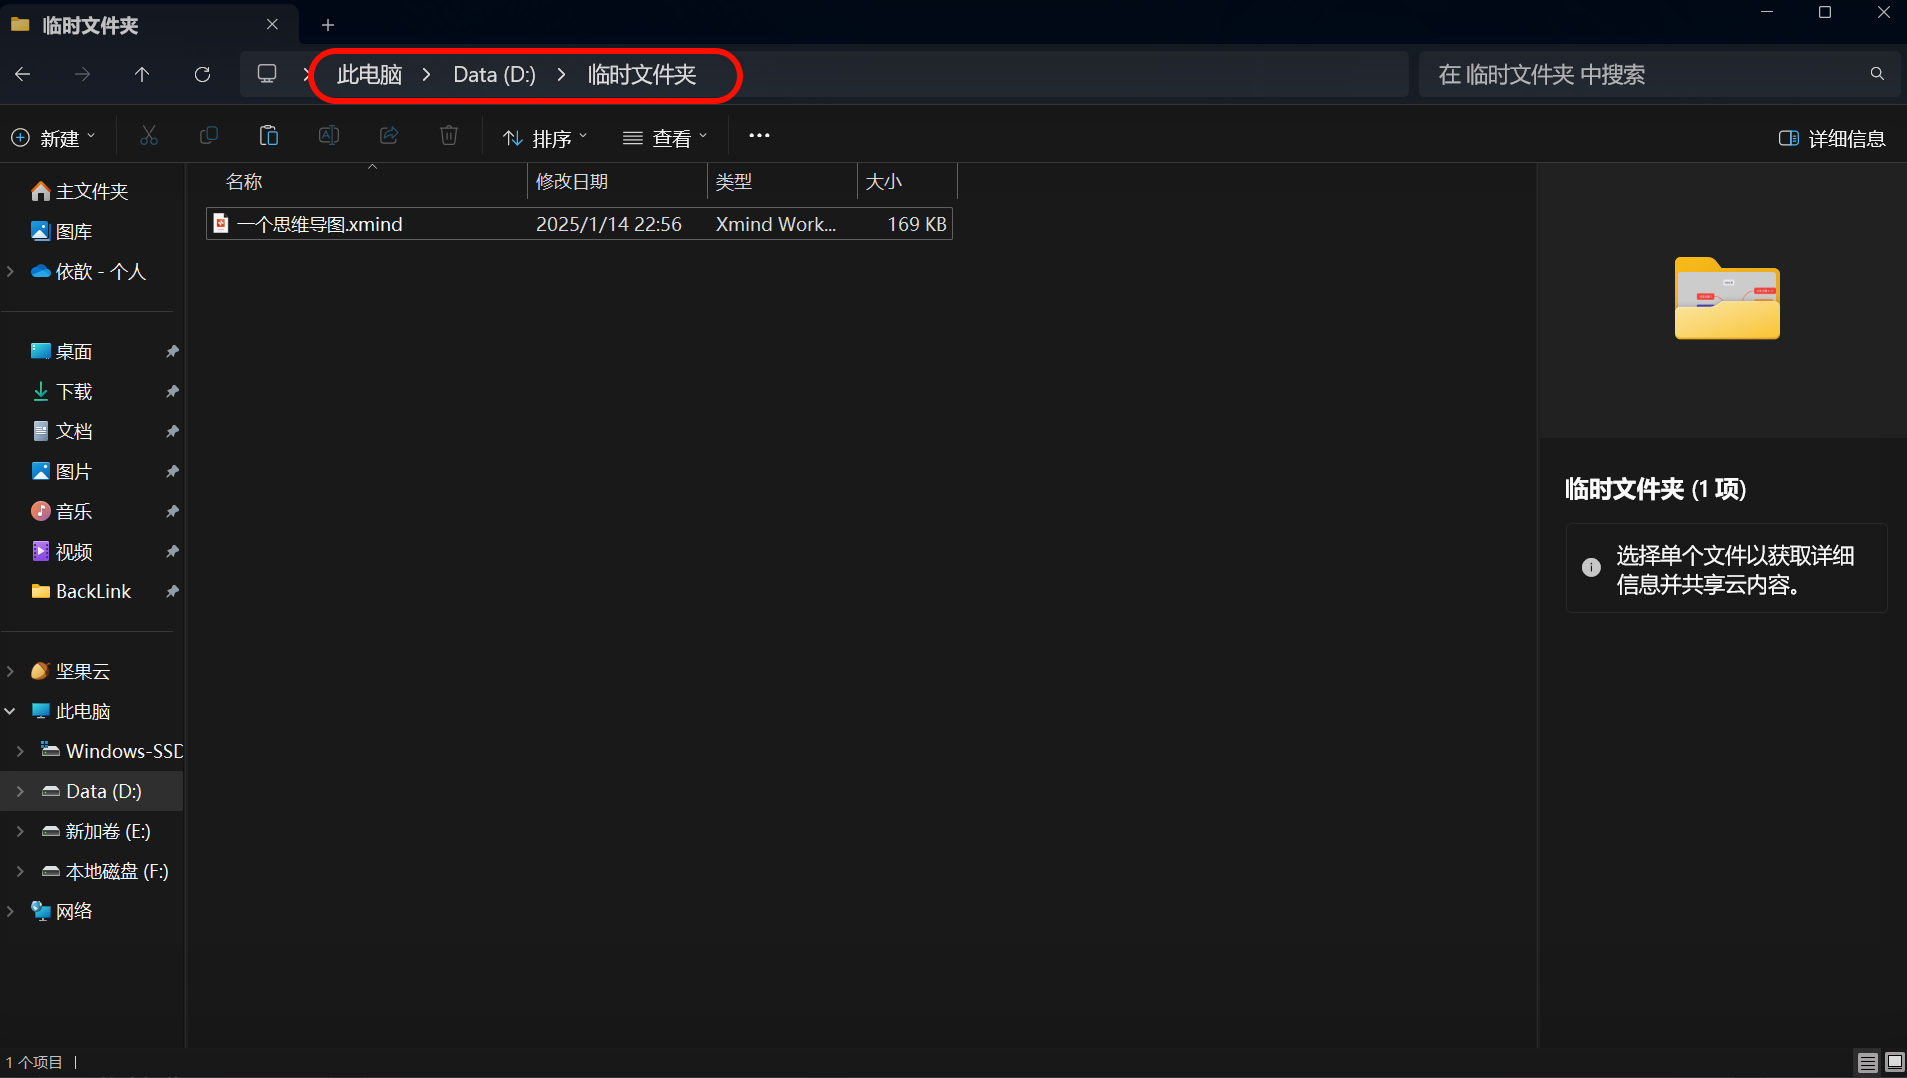 临时文件夹
此电脑 > Data (D:) > 临时文件夹
在 临时文件夹 中搜索
新建
排序
查看
详细信息
主文件夹
图库
依歆 - 个人
桌面
下载
文档
图片
音乐
视频
BackLink
坚果云
此电脑
Windows-SSD
Data (D:)
新加卷 (E:)
本地磁盘 (F:)
网络
名称 修改日期 类型 大小
一个思维导图.xmind 2025/1/14 22:56 Xmind Work... 169 KB
临时文件夹 (1 项)
选择单个文件以获取详细
信息并共享云内容。
1 个项目